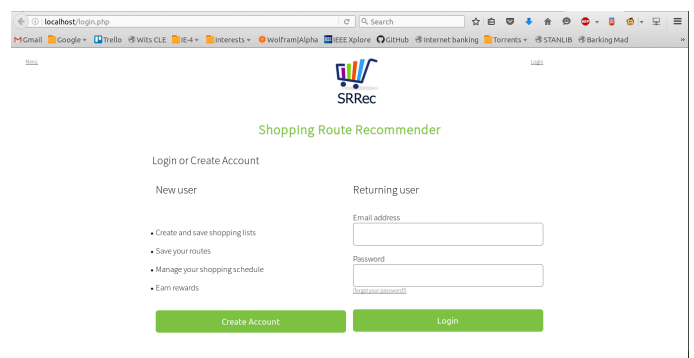 localhost/login.php
Search
Gmail Google Trello Wits CLE IE-4 Interests Wolfram|Alpha IEEE Xplore GitHub Internet banking Torrents STANLIB Barking Mad »
Menu
Login
SRRec
Shopping Route Recommender
Login or Create Account
New user
Returning user
Email address
• Create and save shopping lists
• Save your routes
Password
• Manage your shopping schedule
• Earn rewards
(forgot your password?)
Create Account
Login